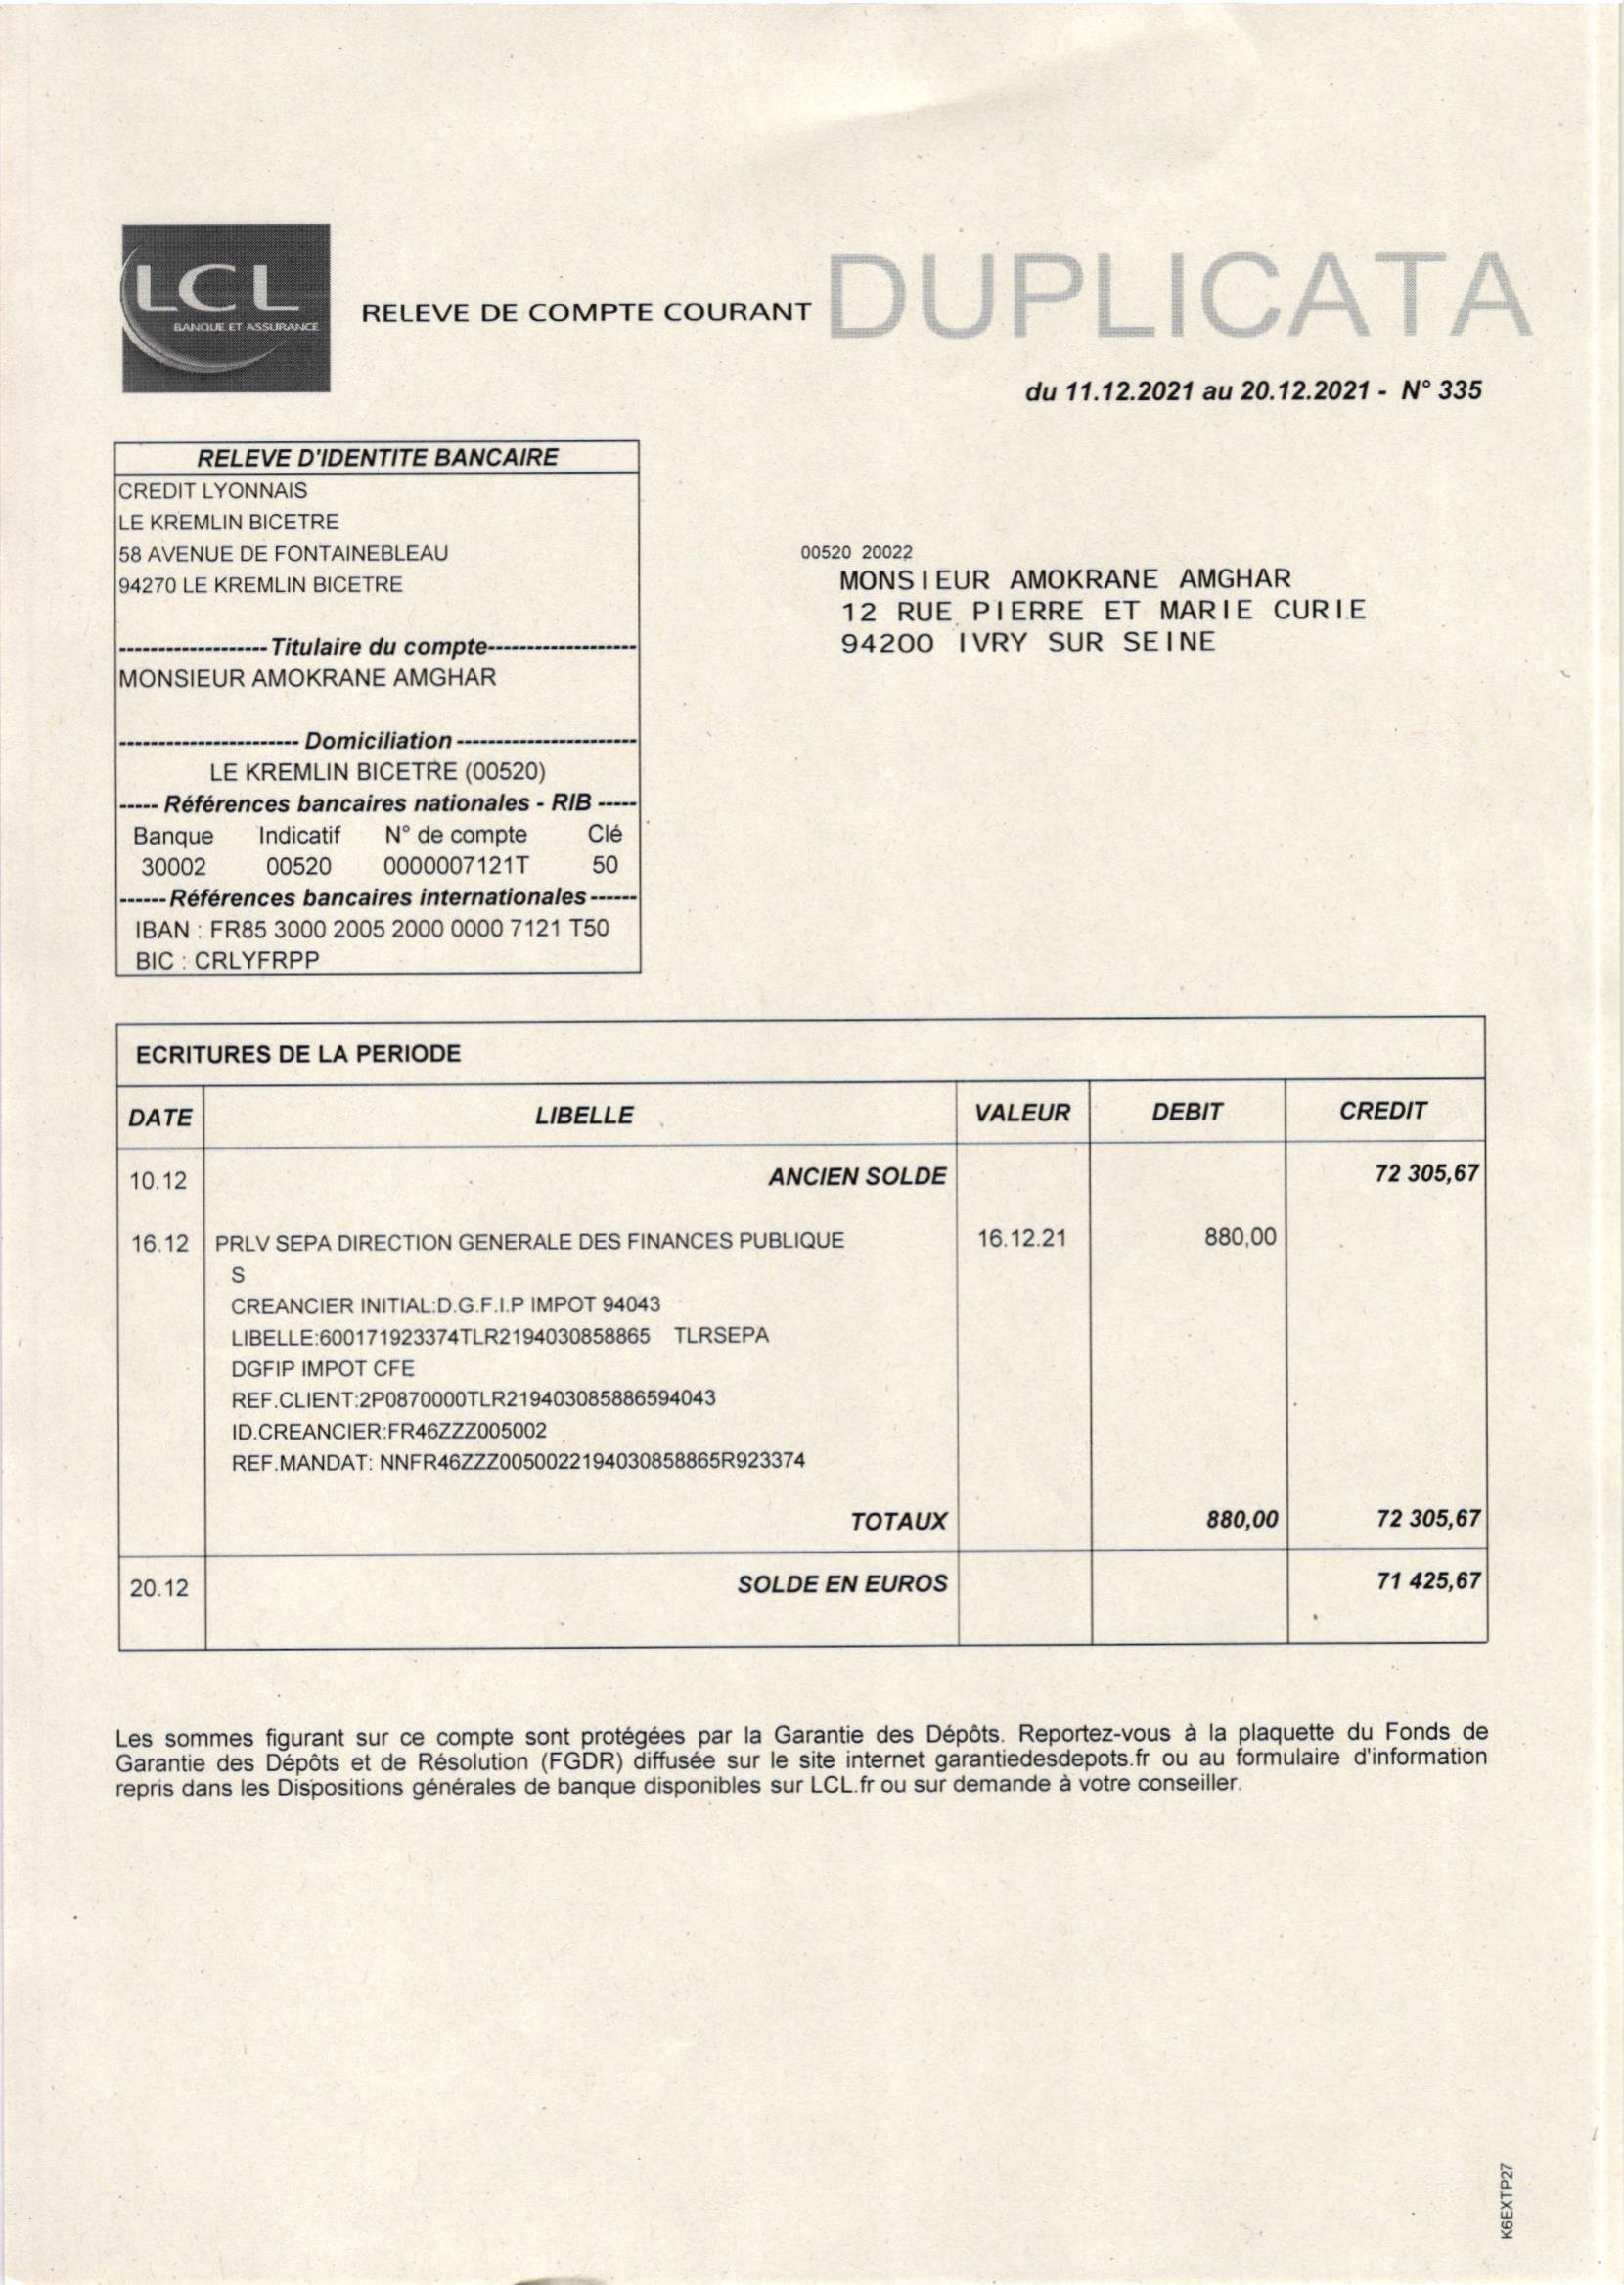 LCL
BANQUE ET ASSURANCE
RELEVE DE COMPTE COURANT
DUPLICATA
du 11.12.2021 au 20.12.2021 - N° 335
RELEVE D'IDENTITE BANCAIRE
CREDIT LYONNAIS
LE KREMLIN BICETRE
58 AVENUE DE FONTAINEBLEAU
94270 LE KREMLIN BICETRE
------------------- Titulaire du compte-------------------
MONSIEUR AMOKRANE AMGHAR
----------------------- Domiciliation -----------------------
LE KREMLIN BICETRE (00520)
----- Références bancaires nationales - RIB -----
Banque Indicatif N° de compte Clé
30002 00520 0000007121T 50
------ Références bancaires internationales ------
IBAN : FR85 3000 2005 2000 0000 7121 T50
BIC : CRLYFRPP
00520 20022
MONSIEUR AMOKRANE AMGHAR
12 RUE PIERRE ET MARIE CURIE
94200 IVRY SUR SEINE
ECRITURES DE LA PERIODE
DATE LIBELLE VALEUR DEBIT CREDIT
10.12 ANCIEN SOLDE 72 305,67
16.12 PRLV SEPA DIRECTION GENERALE DES FINANCES PUBLIQUE 16.12.21 880,00
S
CREANCIER INITIAL:D.G.F.I.P IMPOT 94043
LIBELLE:600171923374TLR2194030858865 TLRSEPA
DGFIP IMPOT CFE
REF.CLIENT:2P0870000TLR219403085886594043
ID.CREANCIER:FR46ZZZ005002
REF.MANDAT: NNFR46ZZZ0050022194030858865R923374
TOTAUX 880,00 72 305,67
20.12 SOLDE EN EUROS 71 425,67
Les sommes figurant sur ce compte sont protégées par la Garantie des Dépôts. Reportez-vous à la plaquette du Fonds de
Garantie des Dépôts et de Résolution (FGDR) diffusée sur le site internet garantiedesdepots.fr ou au formulaire d'information
repris dans les Dispositions générales de banque disponibles sur LCL.fr ou sur demande à votre conseiller.
K6EXTP27